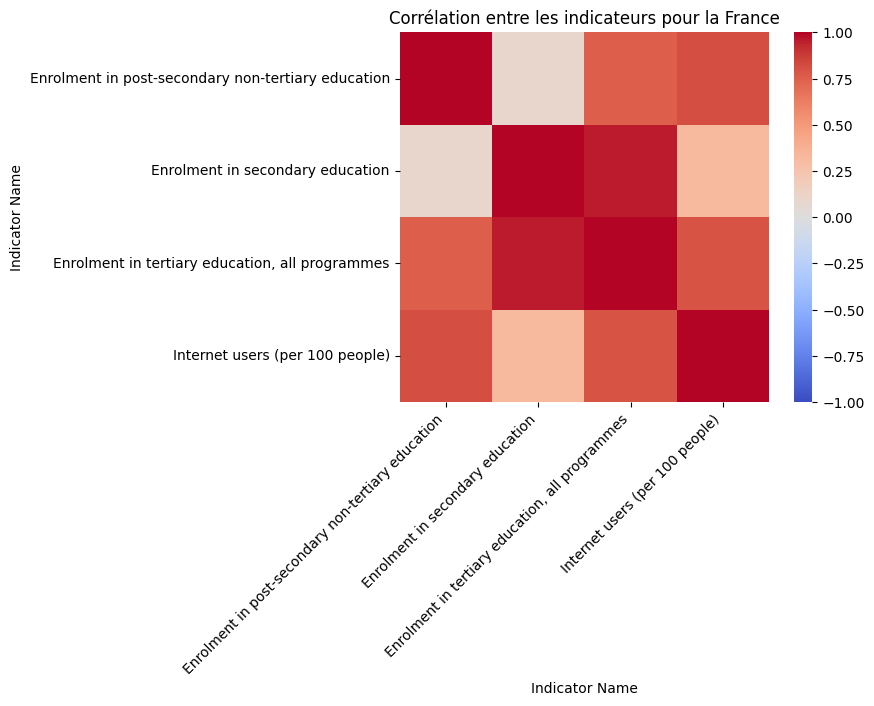 Corrélation entre les indicateurs pour la France
Enrolment in post-secondary non-tertiary education
Enrolment in secondary education
Enrolment in tertiary education, all programmes
Internet users (per 100 people)
Indicator Name
Enrolment in post-secondary non-tertiary education
Enrolment in secondary education
Enrolment in tertiary education, all programmes
Internet users (per 100 people)
Indicator Name
1.00
0.75
0.50
0.25
0.00
−0.25
−0.50
−0.75
−1.00